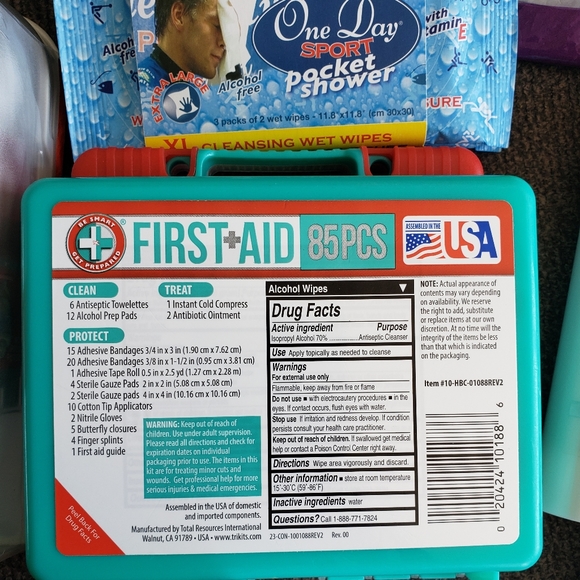 One Day®
SPORT
pocket
shower
with
Alcohol
free
Alcohol
free
EXTRA LARGE
3 packs of 2 wet wipes - 11.8"x11.8" (cm 30x30)
XL CLEANSING WET WIPES
BE SMART
GET PREPARED
FIRST+AID
85PCS
ASSEMBLED IN THE
USA
CLEAN
6 Antiseptic Towelettes
12 Alcohol Prep Pads
TREAT
1 Instant Cold Compress
2 Antibiotic Ointment
PROTECT
15 Adhesive Bandages 3/4 in x 3 in (1.90 cm x 7.62 cm)
20 Adhesive Bandages 3/8 in x 1-1/2 in (0.95 cm x 3.81 cm)
1 Adhesive Tape Roll 0.5 in x 2.5 yd (1.27 cm x 2.28 m)
4 Sterile Gauze Pads 2 in x 2 in (5.08 cm x 5.08 cm)
2 Sterile Gauze pads 4 in x 4 in (10.16 cm x 10.16 cm)
10 Cotton Tip Applicators
2 Nitrile Gloves
5 Butterfly closures
4 Finger splints
1 First aid guide
WARNING: Keep out of reach of
children. Use under adult supervision.
Please read all directions and check for
expiration dates on individual
packaging prior to use. The items in this
kit are for treating minor cuts and
wounds. Get professional help for more
serious injuries & medical emergencies.
Assembled in the USA of domestic
and imported components.
Manufactured by Total Resources International
Walnut, CA 91789 • USA • www.trikits.com
Peel Back For
Drug Facts
Alcohol Wipes
Drug Facts
Active ingredient Purpose
Isopropyl Alcohol 70% Antiseptic Cleanser
Use Apply topically as needed to cleanse
Warnings
For external use only
Flammable, keep away from fire or flame
Do not use ■ with electrocautery procedures ■ in the
eyes. If contact occurs, flush eyes with water.
Stop use If irritation and redness develop. If condition
persists consult your health care practitioner.
Keep out of reach of children. If swallowed get medical
help or contact a Poison Control Center right away.
Directions Wipe area vigorously and discard.
Other information ■ store at room temperature
15°-30°C (59°-86°F)
Inactive ingredients water
Questions? Call 1-888-771-7824
23-CON-1001088REV2 Rev. 00
NOTE: Actual appearance of
contents may vary depending
on availability. We reserve
the right to add, substitute
or replace items at our own
discretion. At no time will the
integrity of the items be less
than that which is indicated
on the packaging.
Item #10-HBC-01088REV2
0 20424 10188 6